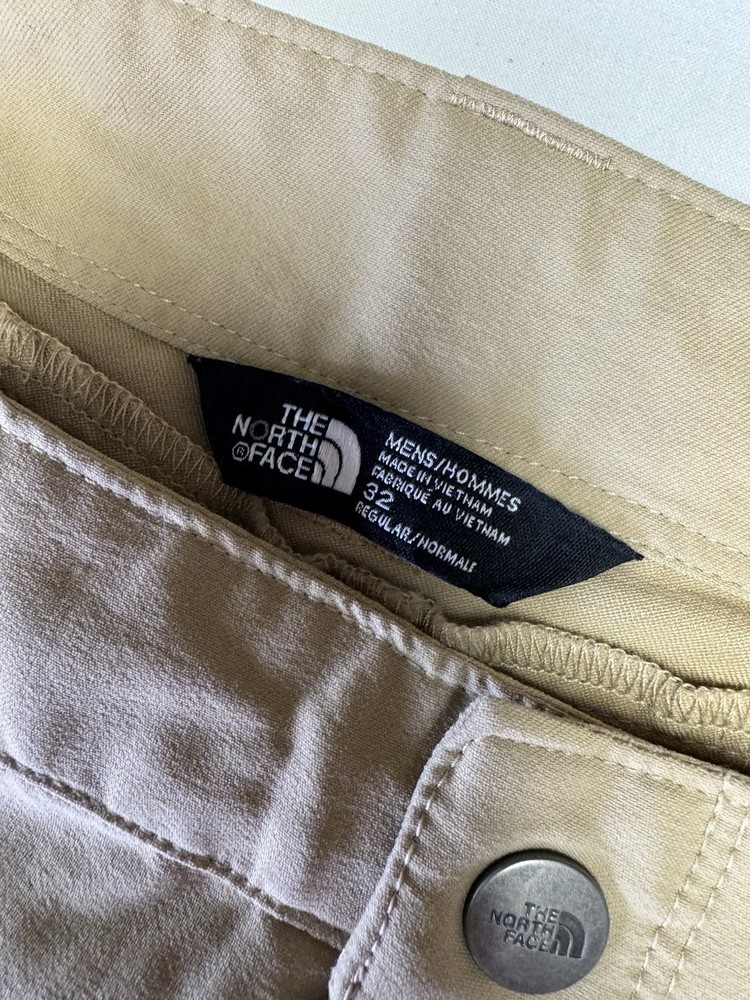 THE
NORTH
®FACE
MENS/HOMMES
MADE IN VIETNAM
FABRIQUÉ AU VIETNAM
32
REGULAR/NORMALE
THE
NORTH
FACE